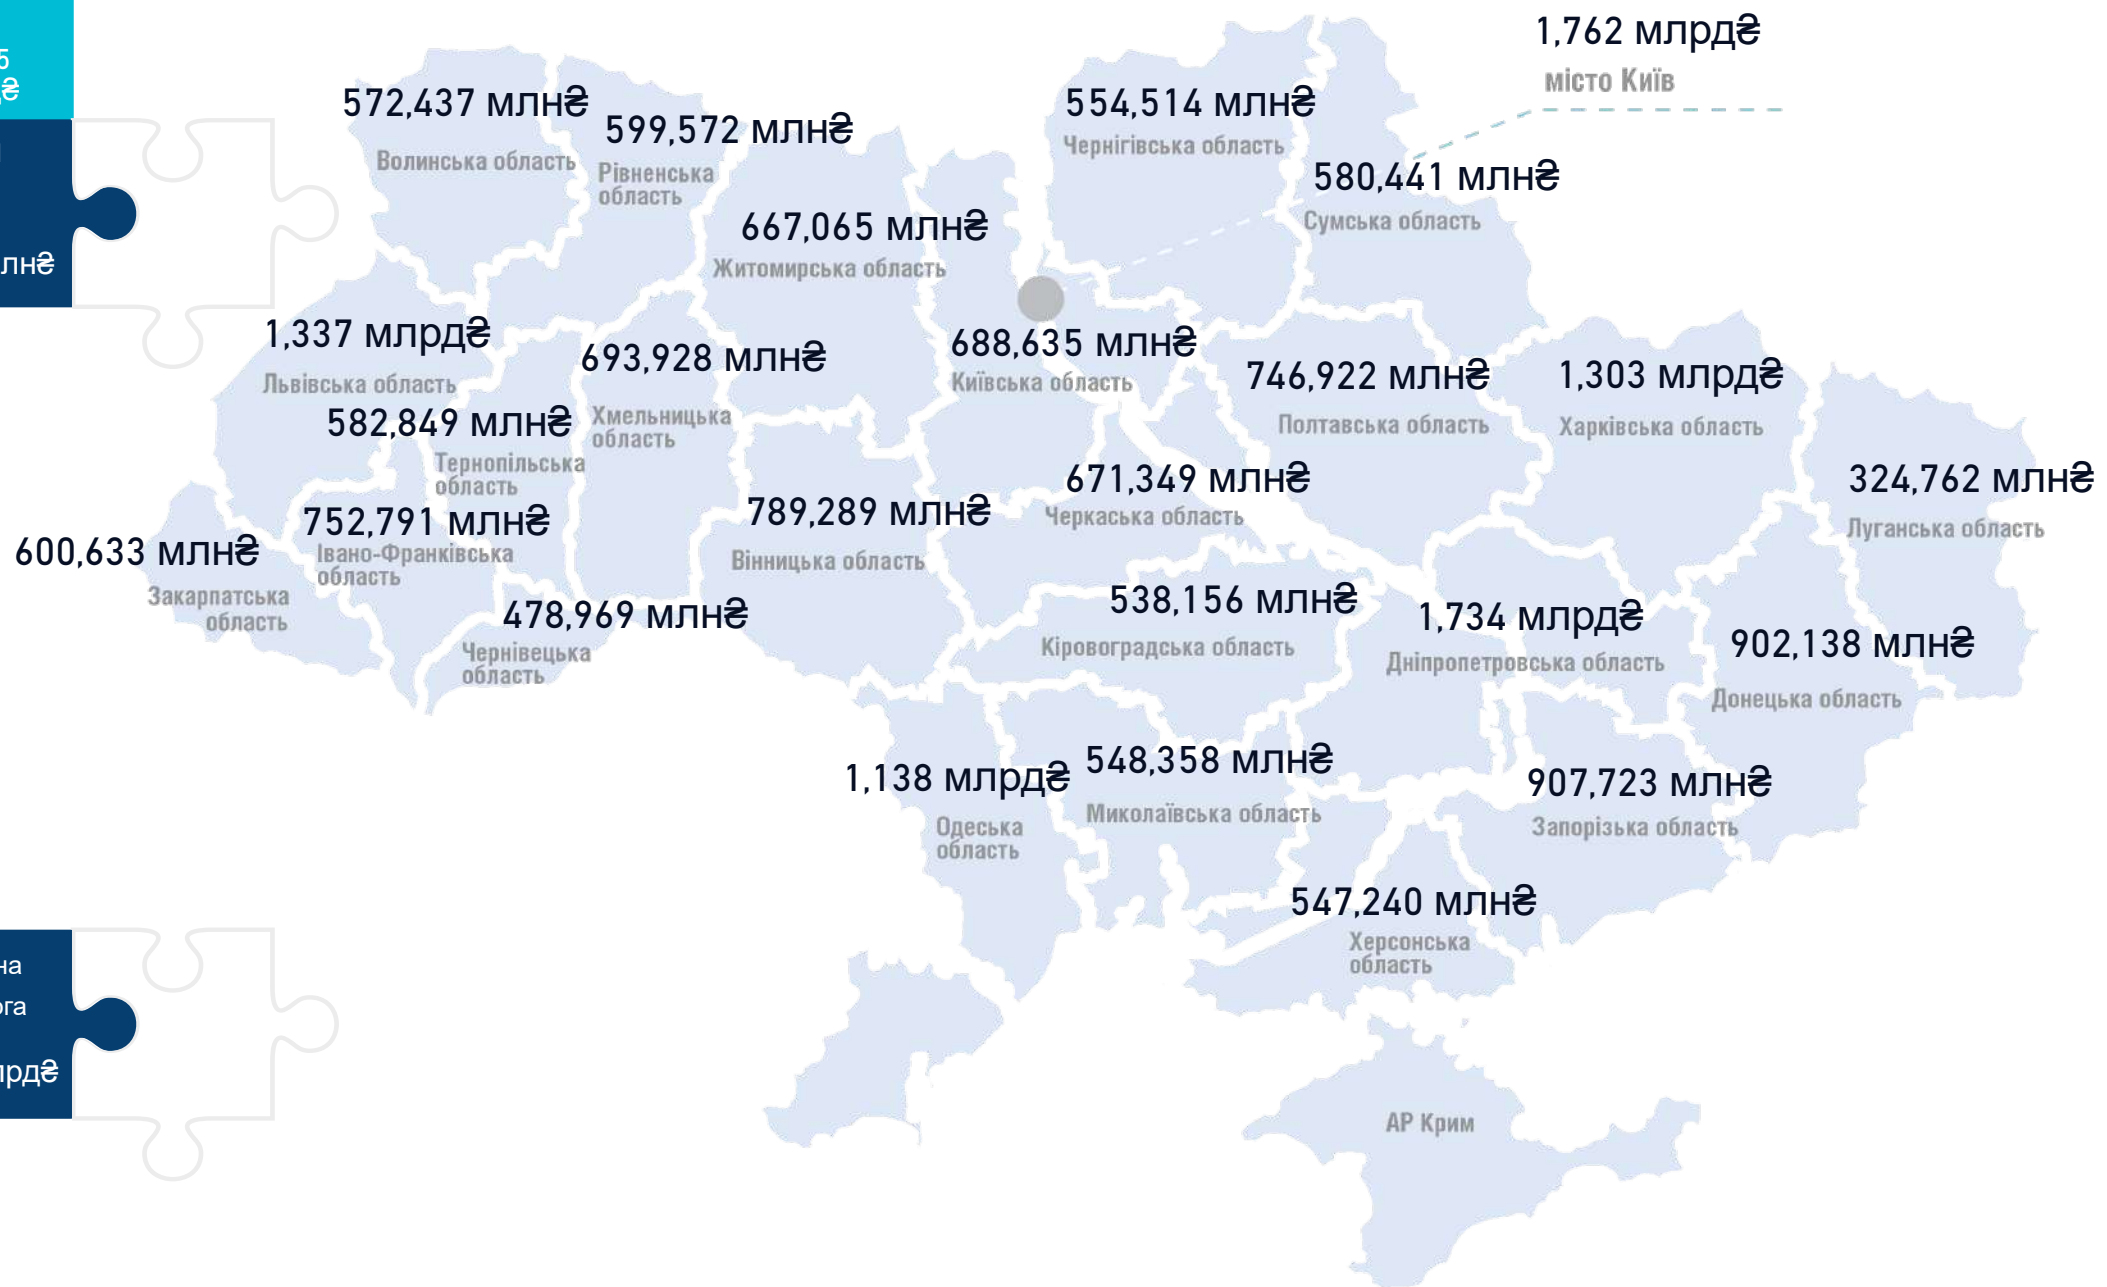 5
₴
лн₴
на
ога
лрд₴
1,762 млрд₴
місто Київ
572,437 млн₴
Волинська область
599,572 млн₴
Рівненська
область
554,514 млн₴
Чернігівська область
580,441 млн₴
Сумська область
667,065 млн₴
Житомирська область
1,337 млрд₴
Львівська область
693,928 млн₴
Хмельницька
область
688,635 млн₴
Київська область
746,922 млн₴
Полтавська область
1,303 млрд₴
Харківська область
582,849 млн₴
Тернопільська
область
671,349 млн₴
Черкаська область
324,762 млн₴
Луганська область
600,633 млн₴
Закарпатська
область
752,791 млн₴
Івано-Франківська
область
789,289 млн₴
Вінницька область
478,969 млн₴
Чернівецька
область
538,156 млн₴
Кіровоградська область
1,734 млрд₴
Дніпропетровська область
902,138 млн₴
Донецька область
1,138 млрд₴
Одеська
область
548,358 млн₴
Миколаївська область
907,723 млн₴
Запорізька область
547,240 млн₴
Херсонська
область
АР Крим